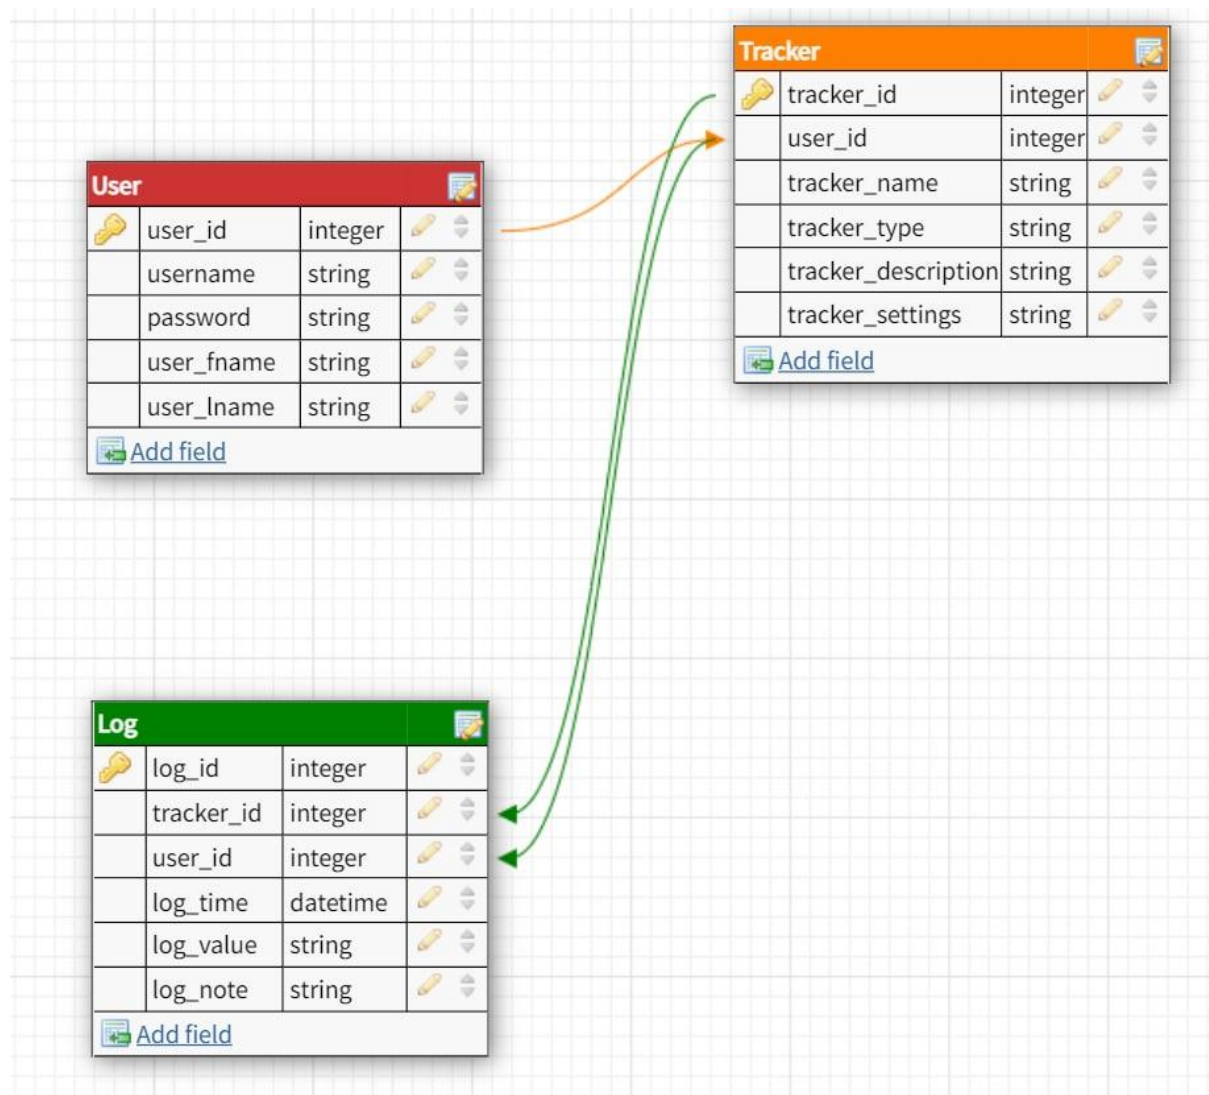 Tracker
tracker_id integer
user_id integer
tracker_name string
tracker_type string
tracker_description string
tracker_settings string
Add field
User
user_id integer
username string
password string
user_fname string
user_lname string
Add field
Log
log_id integer
tracker_id integer
user_id integer
log_time datetime
log_value string
log_note string
Add field